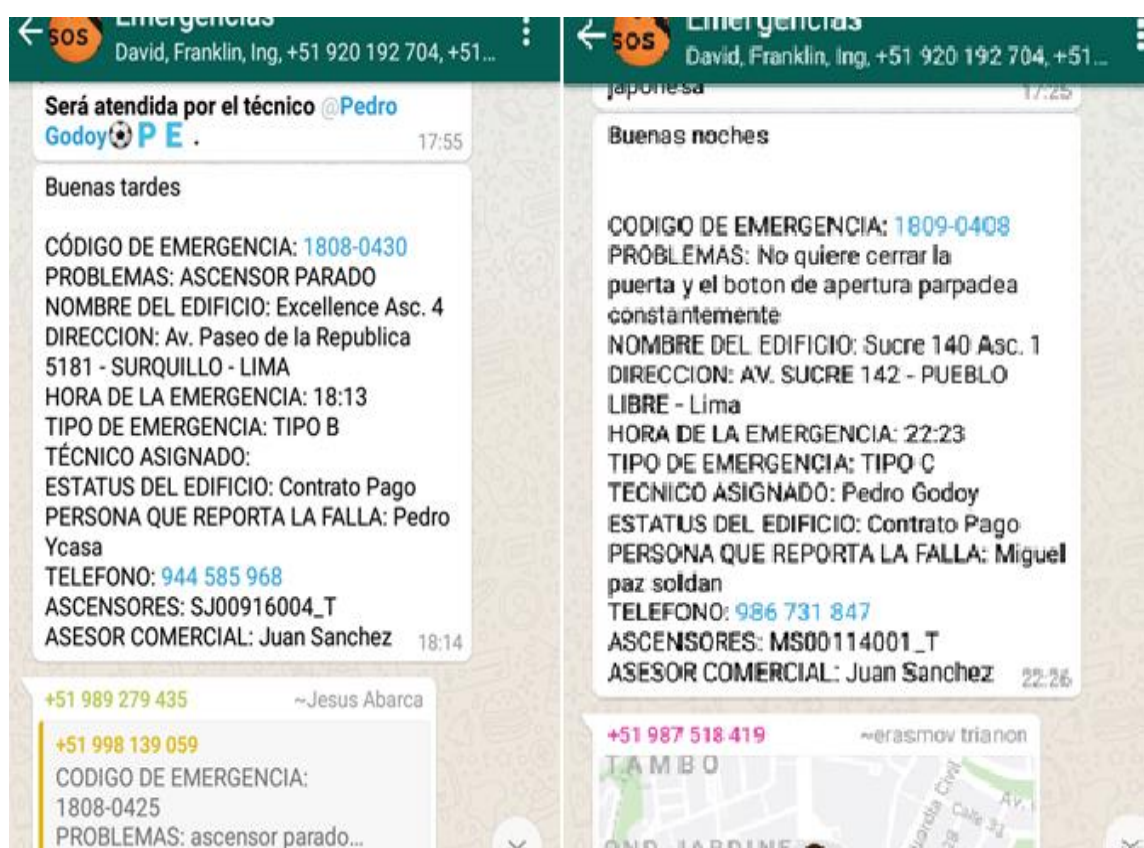 Emergencias
SOS
David, Franklin, Ing, +51 920 192 704, +51...
Será atendida por el técnico @Pedro
Godoy⚽🇵 🇪 .
17:55
Buenas tardes
CÓDIGO DE EMERGENCIA: 1808-0430
PROBLEMAS: ASCENSOR PARADO
NOMBRE DEL EDIFICIO: Excellence Asc. 4
DIRECCION: Av. Paseo de la Republica
5181 - SURQUILLO - LIMA
HORA DE LA EMERGENCIA: 18:13
TIPO DE EMERGENCIA: TIPO B
TÉCNICO ASIGNADO:
ESTATUS DEL EDIFICIO: Contrato Pago
PERSONA QUE REPORTA LA FALLA: Pedro
Ycasa
TELEFONO: 944 585 968
ASCENSORES: SJ00916004_T
ASESOR COMERCIAL: Juan Sanchez 18:14
+51 989 279 435 ~Jesus Abarca
+51 998 139 059
CODIGO DE EMERGENCIA:
1808-0425
PROBLEMAS: ascensor parado...
Emergencias
SOS
David, Franklin, Ing, +51 920 192 704, +51...
japonesa 17:25
Buenas noches
CODIGO DE EMERGENCIA: 1809-0408
PROBLEMAS: No quiere cerrar la
puerta y el boton de apertura parpadea
constantemente
NOMBRE DEL EDIFICIO: Sucre 140 Asc. 1
DIRECCION: AV. SUCRE 142 - PUEBLO
LIBRE - Lima
HORA DE LA EMERGENCIA: 22:23
TIPO DE EMERGENCIA: TIPO C
TECNICO ASIGNADO: Pedro Godoy
ESTATUS DEL EDIFICIO: Contrato Pago
PERSONA QUE REPORTA LA FALLA: Miguel
paz soldan
TELEFONO: 986 731 847
ASCENSORES: MS00114001_T
ASESOR COMERCIAL: Juan Sanchez 22:26
+51 987 518 419 ~erasmov trianon
TAMBO
Calle 31